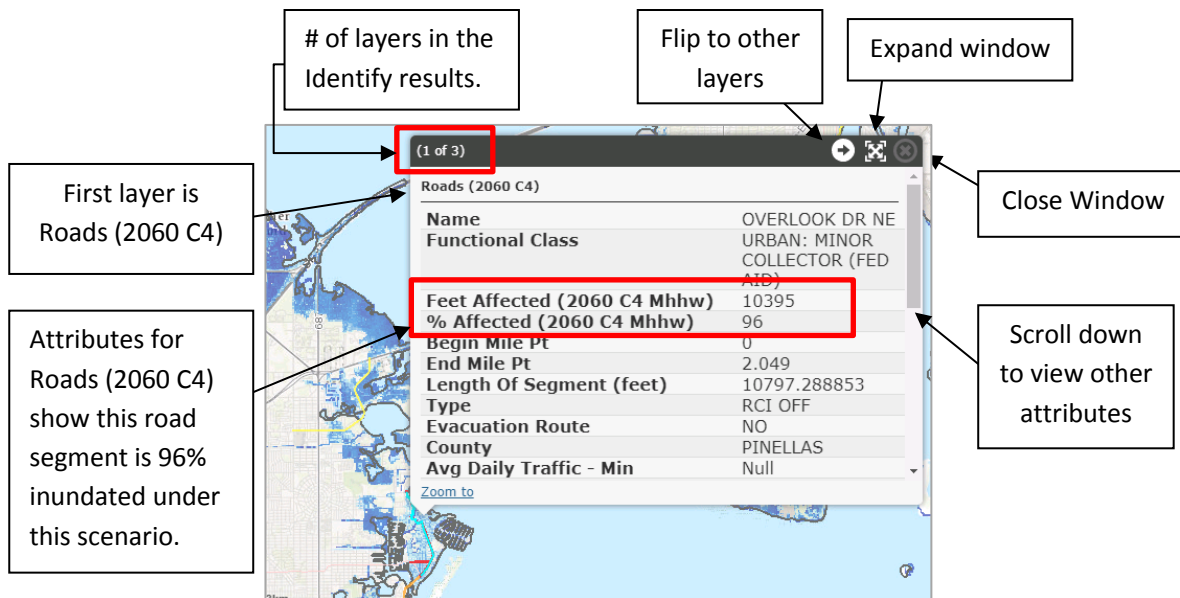 # of layers in the
Identify results.
Flip to other
layers
Expand window
First layer is
Roads (2060 C4)
Close Window
Attributes for
Roads (2060 C4)
show this road
segment is 96%
inundated under
this scenario.
Scroll down
to view other
attributes
(1 of 3)
Roads (2060 C4)
Name OVERLOOK DR NE
Functional Class URBAN: MINOR
COLLECTOR (FED
AID)
Feet Affected (2060 C4 Mhhw) 10395
% Affected (2060 C4 Mhhw) 96
Begin Mile Pt 0
End Mile Pt 2.049
Length Of Segment (feet) 10797.288853
Type RCI OFF
Evacuation Route NO
County PINELLAS
Avg Daily Traffic - Min Null
Zoom to
689